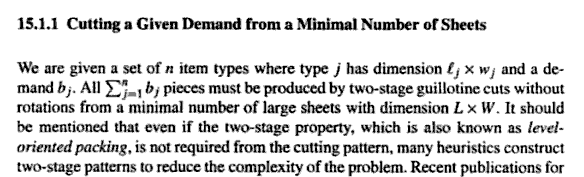 15.1.1 Cutting a Given Demand from a Minimal Number of Sheets
We are given a set of n item types where type j has dimension ℓⱼ × wⱼ and a de-
mand bⱼ. All ∑ⁿⱼ₌₁ bⱼ pieces must be produced by two-stage guillotine cuts without
rotations from a minimal number of large sheets with dimension L × W. It should
be mentioned that even if the two-stage property, which is also known as level-
oriented packing, is not required from the cutting pattern, many heuristics construct
two-stage patterns to reduce the complexity of the problem. Recent publications for